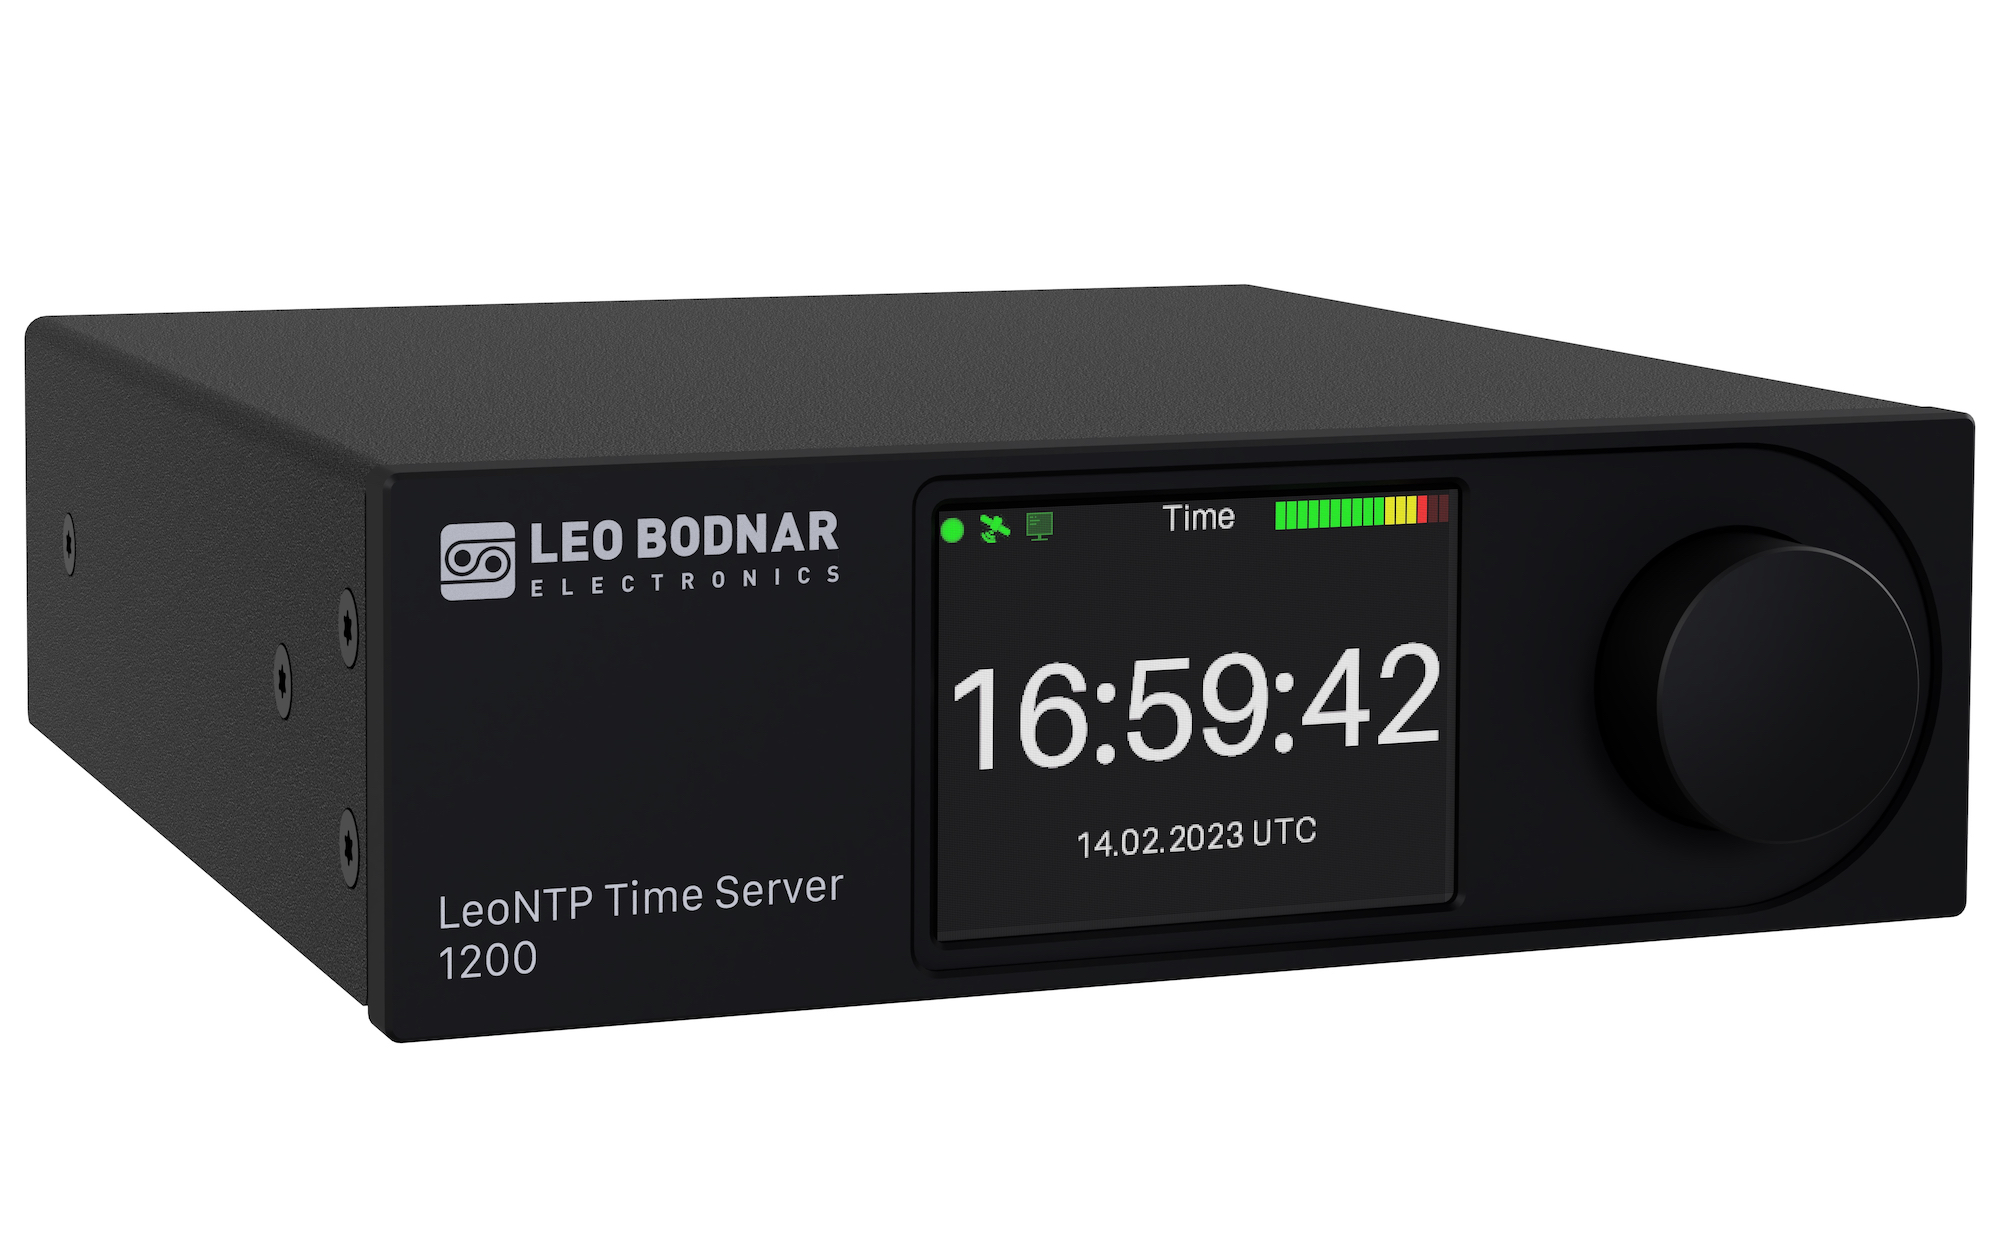 LEO BODNAR
ELECTRONICS
LeoNTP Time Server
1200
Time
16:59:42
14.02.2023 UTC